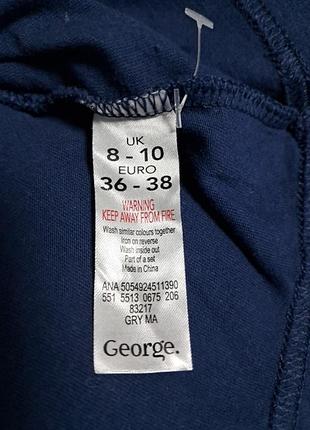 UK
8 - 10
EURO
36 - 38
WARNING
KEEP AWAY FROM FIRE
Wash similar colours together
Iron on reverse
Wash inside out
Part of a set
Made in China
ANA 5054924511390
551 5513 0675 206
83217
GRY MA
George.